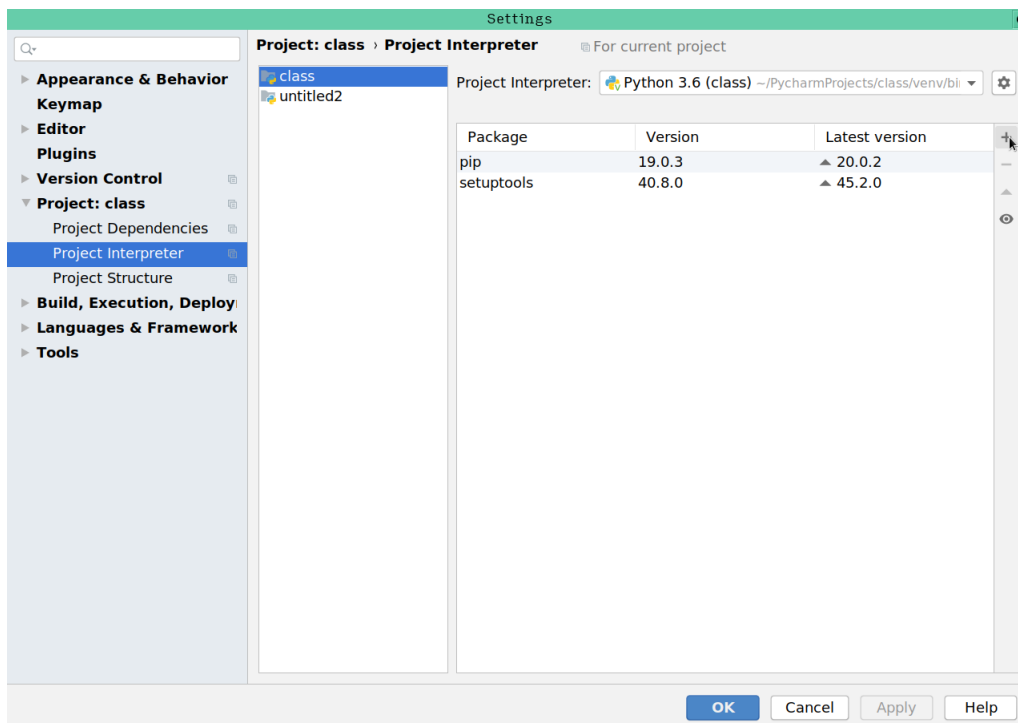 Settings
Project: class › Project Interpreter For current project
Appearance & Behavior
Keymap
Editor
Plugins
Version Control
Project: class
Project Dependencies
Project Interpreter
Project Structure
Build, Execution, Deploy
Languages & Framework
Tools
class
untitled2
Project Interpreter: Python 3.6 (class) ~/PycharmProjects/class/venv/bi
Package Version Latest version
pip 19.0.3 20.0.2
setuptools 40.8.0 45.2.0
OK Cancel Apply Help